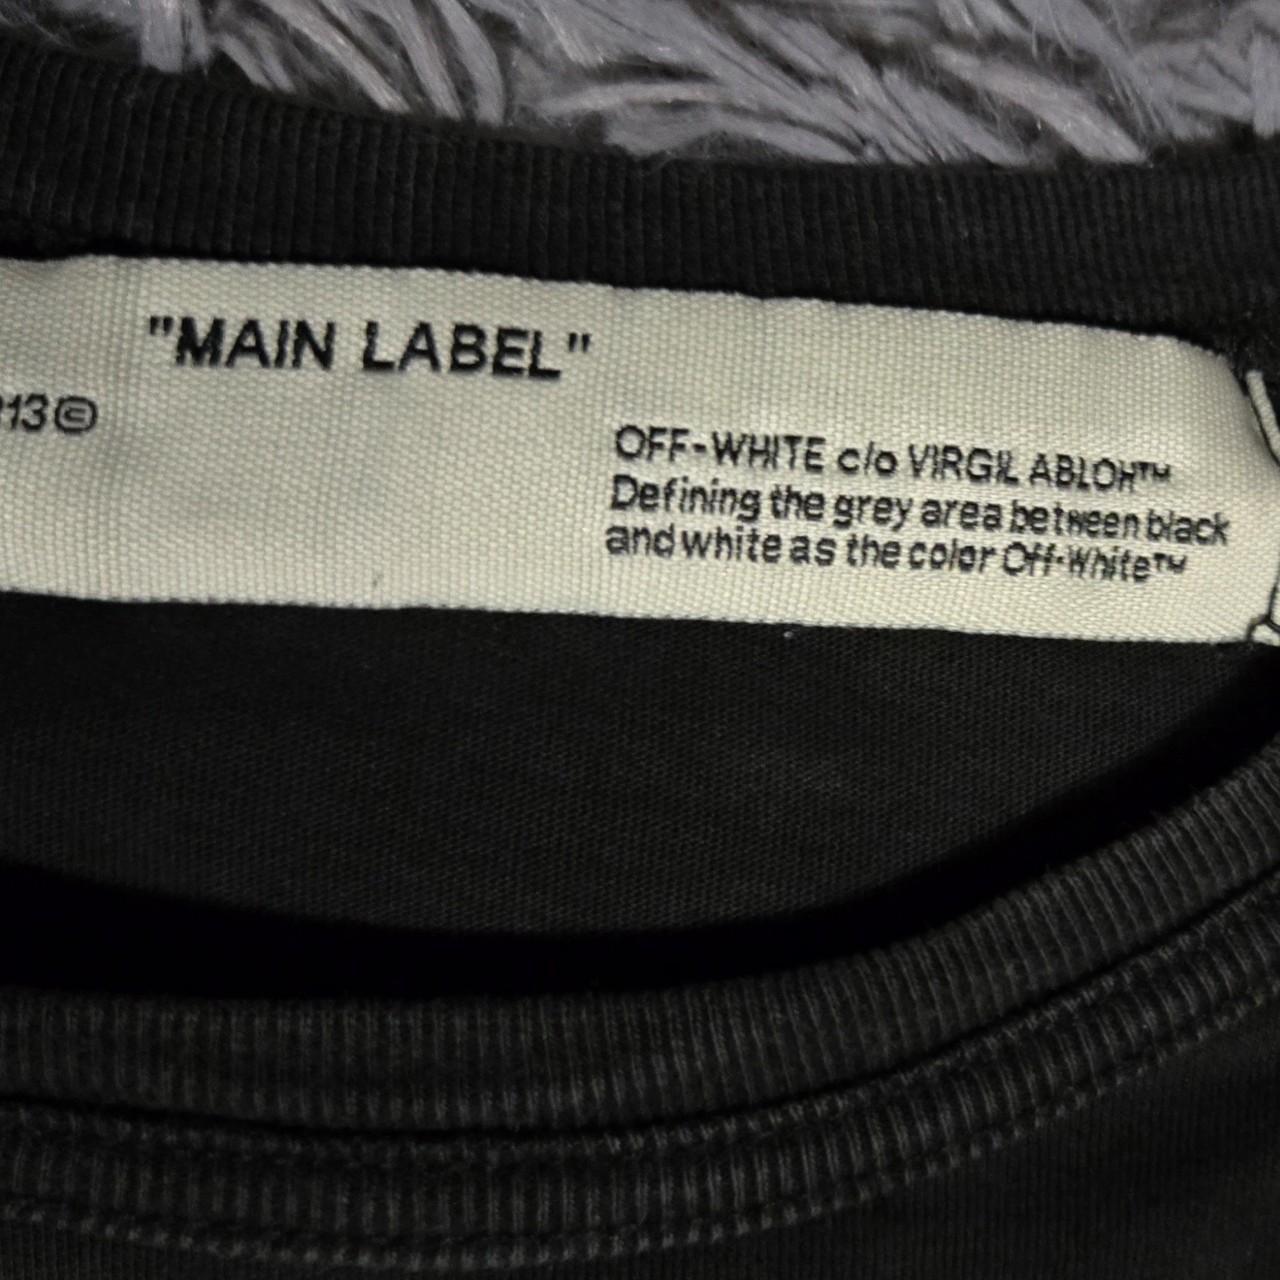 "MAIN LABEL"
13©
OFF-WHITE c/o VIRGIL ABLOH™
Defining the grey area between black
and white as the color Off-White™